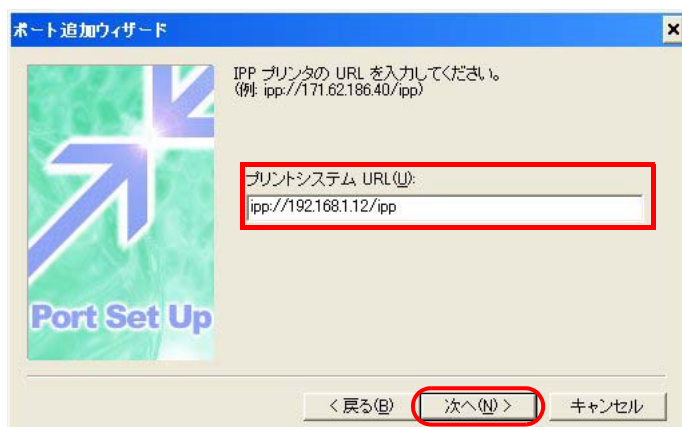 ポート追加ウィザード
IPP プリンタの URL を入力してください。
(例: ipp://171.62.186.40/ipp)
プリントシステム URL(U):
ipp://192.168.1.12/ipp
Port Set Up
< 戻る(B)
次へ(N) >
キャンセル